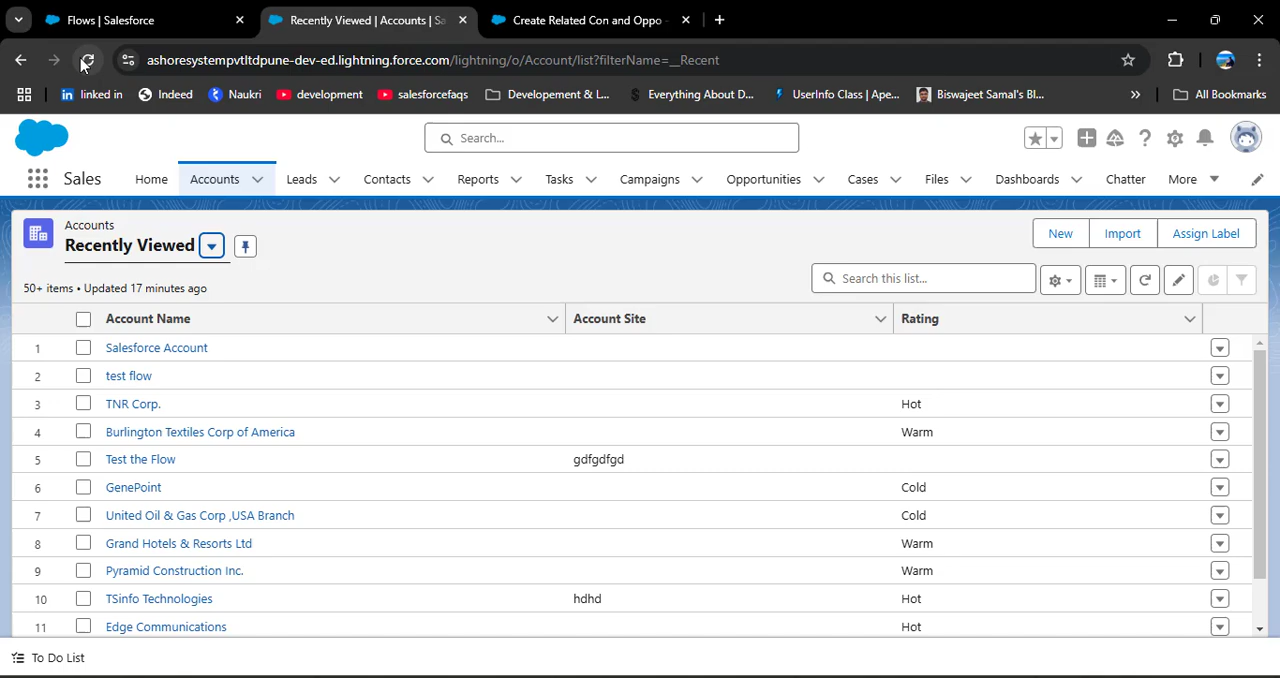 Flows | Salesforce
Recently Viewed | Accounts | Sa
Create Related Con and Oppo
ashoresystempvtltdpune-dev-ed.lightning.force.com/lightning/o/Account/list?filterName=__Recent
linked in
Indeed
Naukri
development
salesforcefaqs
Developement & L...
Everything About D...
UserInfo Class | Ape...
Biswajeet Samal's Bl...
All Bookmarks
Search...
Sales
Home
Accounts
Leads
Contacts
Reports
Tasks
Campaigns
Opportunities
Cases
Files
Dashboards
Chatter
More
Accounts
Recently Viewed
New
Import
Assign Label
50+ items • Updated 17 minutes ago
Search this list...
Account Name
Account Site
Rating
1 Salesforce Account
2 test flow
3 TNR Corp. Hot
4 Burlington Textiles Corp of America Warm
5 Test the Flow gdfgdfgd
6 GenePoint Cold
7 United Oil & Gas Corp ,USA Branch Cold
8 Grand Hotels & Resorts Ltd Warm
9 Pyramid Construction Inc. Warm
10 TSinfo Technologies hdhd Hot
11 Edge Communications Hot
To Do List